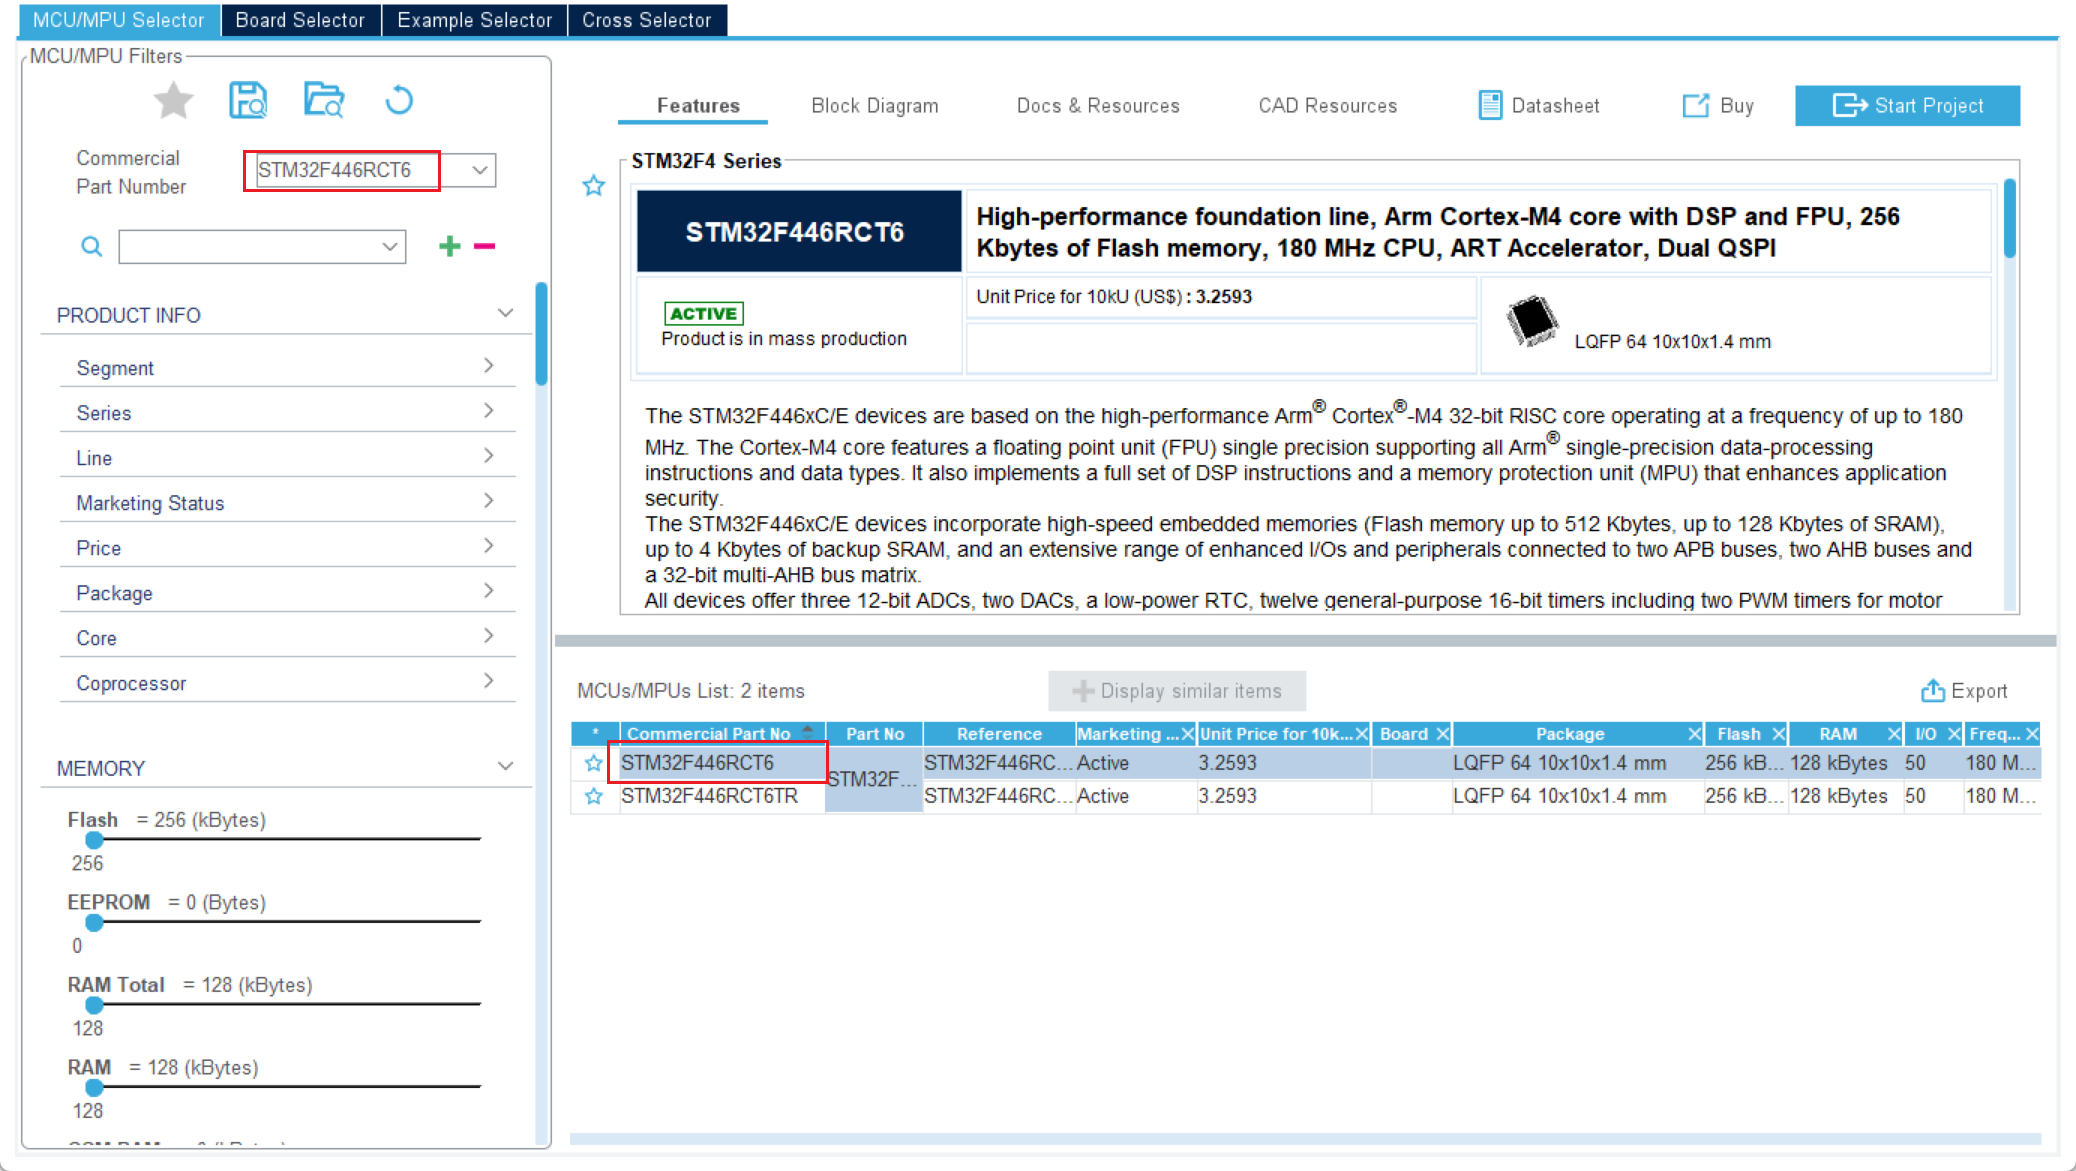 MCU/MPU Selector
Board Selector
Example Selector
Cross Selector
MCU/MPU Filters
Commercial
Part Number
STM32F446RCT6
PRODUCT INFO
Segment
Series
Line
Marketing Status
Price
Package
Core
Coprocessor
MEMORY
Flash = 256 (kBytes)
256
EEPROM = 0 (Bytes)
0
RAM Total = 128 (kBytes)
128
RAM = 128 (kBytes)
128
Features
Block Diagram
Docs & Resources
CAD Resources
Datasheet
Buy
Start Project
STM32F4 Series
STM32F446RCT6
High-performance foundation line, Arm Cortex-M4 core with DSP and FPU, 256
Kbytes of Flash memory, 180 MHz CPU, ART Accelerator, Dual QSPI
ACTIVE
Product is in mass production
Unit Price for 10kU (US$) : 3.2593
LQFP 64 10x10x1.4 mm
The STM32F446xC/E devices are based on the high-performance Arm® Cortex®-M4 32-bit RISC core operating at a frequency of up to 180
MHz. The Cortex-M4 core features a floating point unit (FPU) single precision supporting all Arm® single-precision data-processing
instructions and data types. It also implements a full set of DSP instructions and a memory protection unit (MPU) that enhances application
security.
The STM32F446xC/E devices incorporate high-speed embedded memories (Flash memory up to 512 Kbytes, up to 128 Kbytes of SRAM),
up to 4 Kbytes of backup SRAM, and an extensive range of enhanced I/Os and peripherals connected to two APB buses, two AHB buses and
a 32-bit multi-AHB bus matrix.
All devices offer three 12-bit ADCs, two DACs, a low-power RTC, twelve general-purpose 16-bit timers including two PWM timers for motor
MCUs/MPUs List: 2 items
Display similar items
Export
* Commercial Part No Part No Reference Marketing ... Unit Price for 10k... Board Package Flash RAM I/O Freq...
STM32F446RCT6 STM32F... STM32F446RC... Active 3.2593 LQFP 64 10x10x1.4 mm 256 kB... 128 kBytes 50 180 M...
STM32F446RCT6TR STM32F446RC... Active 3.2593 LQFP 64 10x10x1.4 mm 256 kB... 128 kBytes 50 180 M...